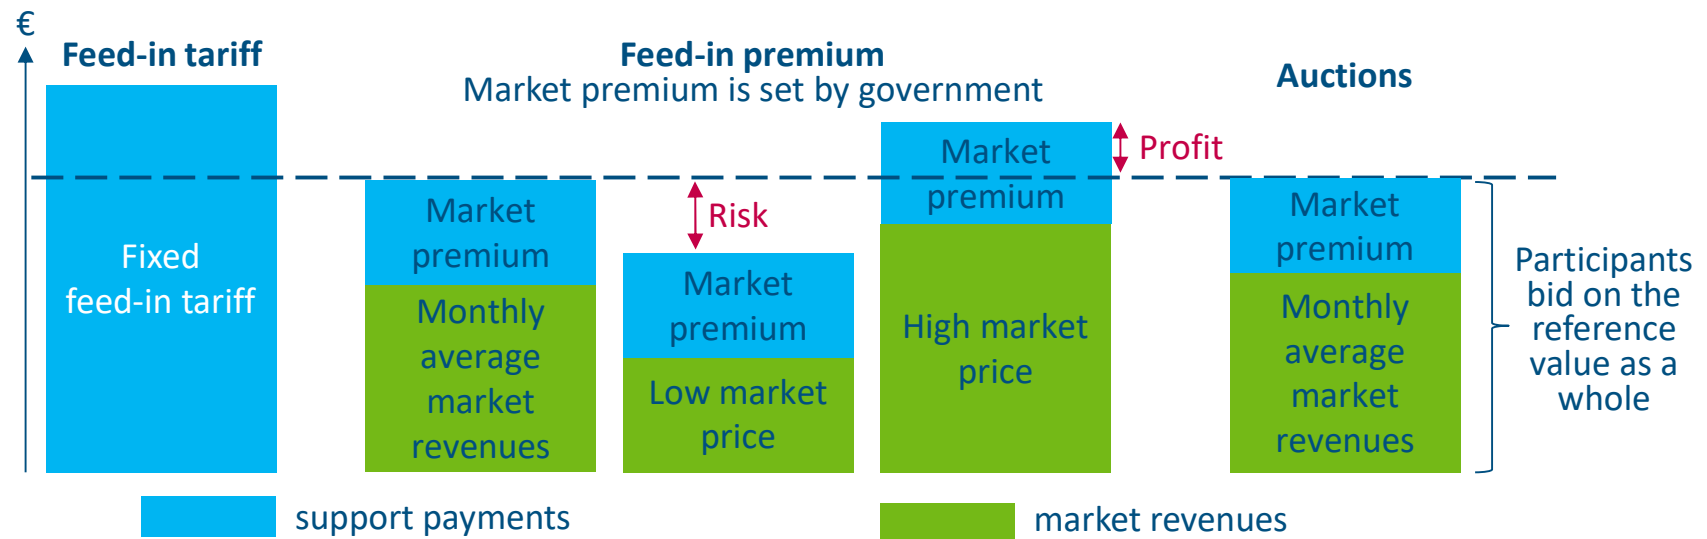 €
Feed-in tariff
Fixed
feed-in tariff
Feed-in premium
Market premium is set by government
Market
premium
Monthly
average
market
revenues
Risk
Market
premium
Low market
price
Market
premium
High market
price
Profit
Auctions
Market
premium
Monthly
average
market
revenues
Participants
bid on the
reference
value as a
whole
support payments
market revenues